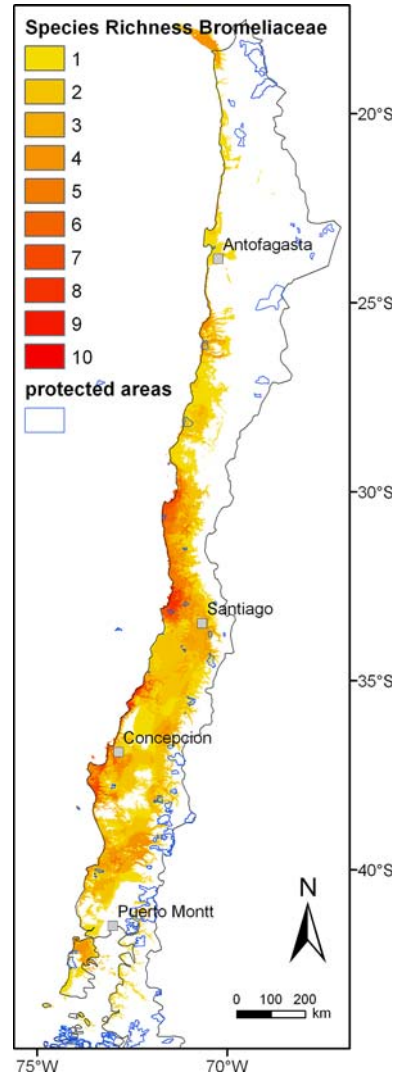 Species Richness Bromeliaceae
1
2
3
4
5
6
7
8
9
10
protected areas
20°S
Antofagasta
25°S
30°S
Santiago
35°S
Concepcion
40°S
Puerto Montt
N
0 100 200
km
75°W 70°W